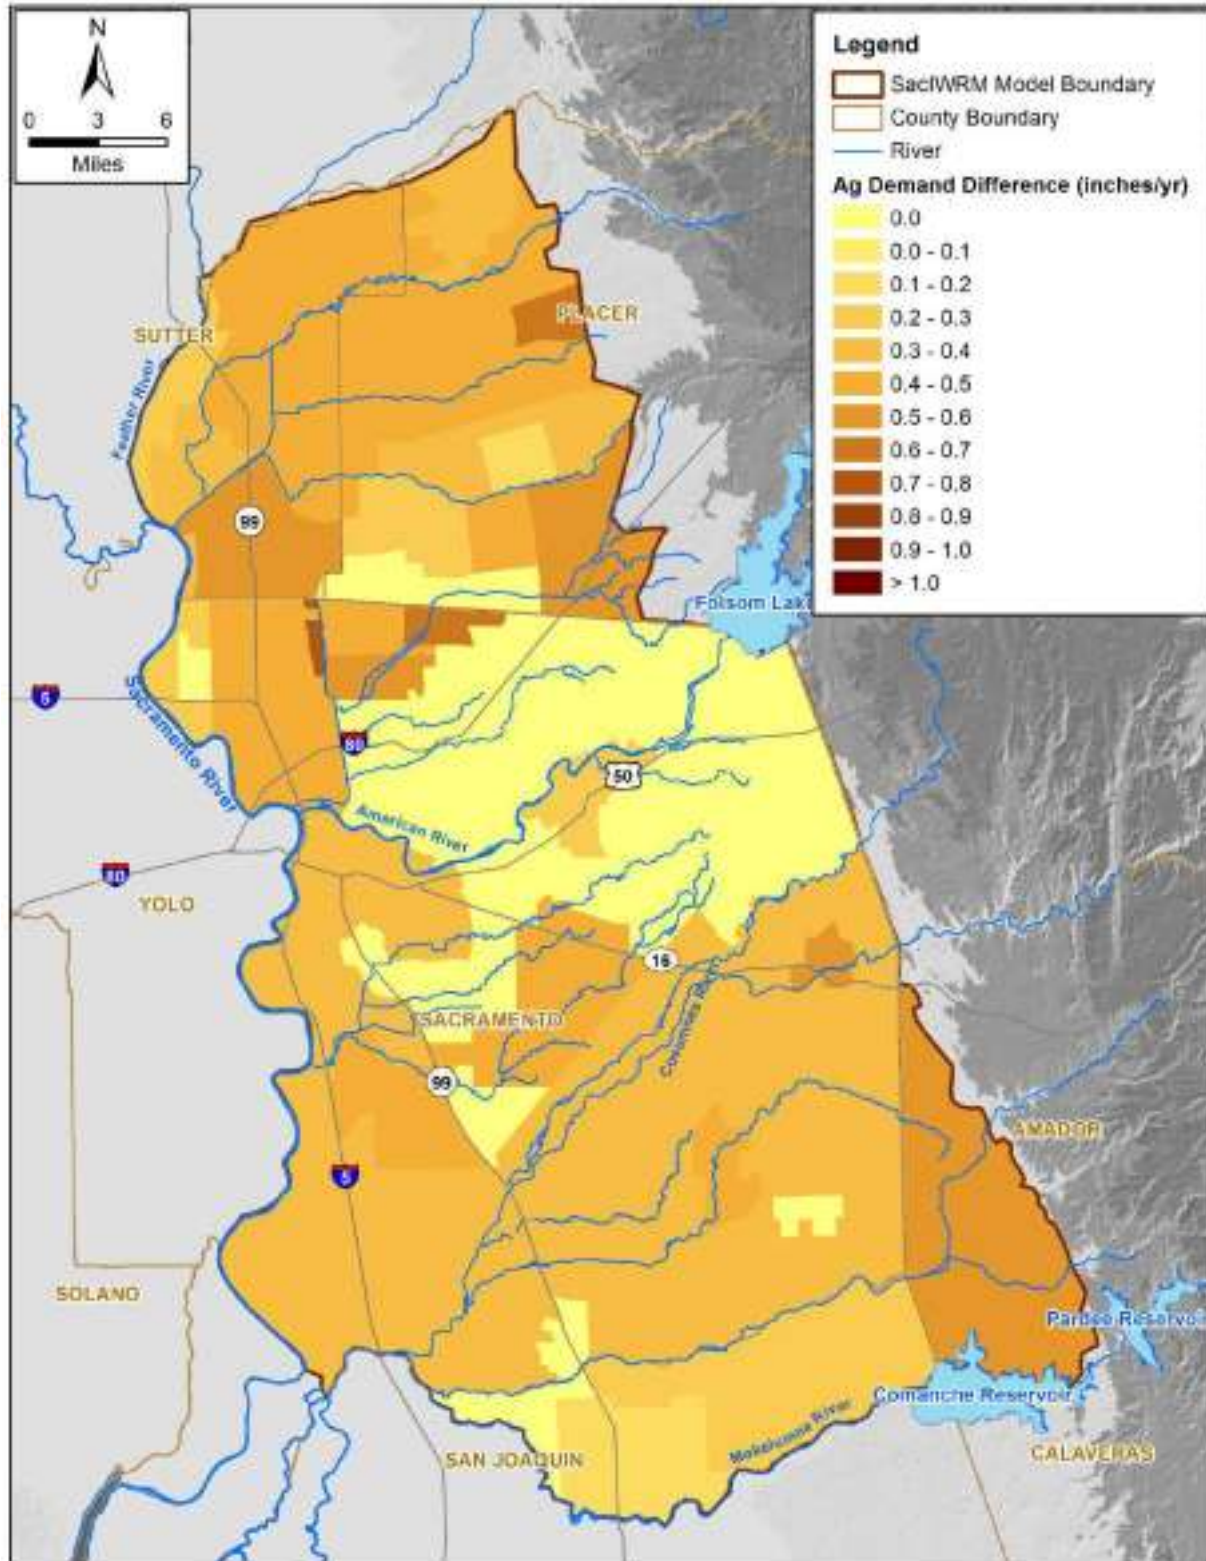 N
0 3 6
Miles
Legend
SacIWRM Model Boundary
County Boundary
River
Ag Demand Difference (inches/yr)
0.0
0.0 - 0.1
0.1 - 0.2
0.2 - 0.3
0.3 - 0.4
0.4 - 0.5
0.5 - 0.6
0.6 - 0.7
0.7 - 0.8
0.8 - 0.9
0.9 - 1.0
> 1.0
SUTTER
PLACER
Feather River
99
Folsom Lak
5
Sacramento River
80
50
American River
80
YOLO
16
SACRAMENTO
Cosumnes River
99
AMADOR
5
SOLANO
Pardee Reservoir
Comanche Reservoir
Mokelumne River
SAN JOAQUIN
CALAVERAS